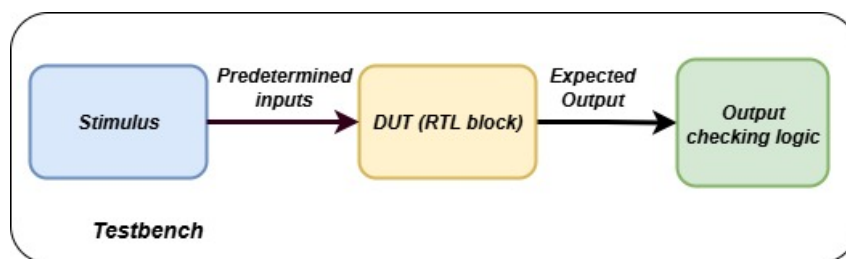 Stimulus
Predetermined
inputs
DUT (RTL block)
Expected
Output
Output
checking logic
Testbench